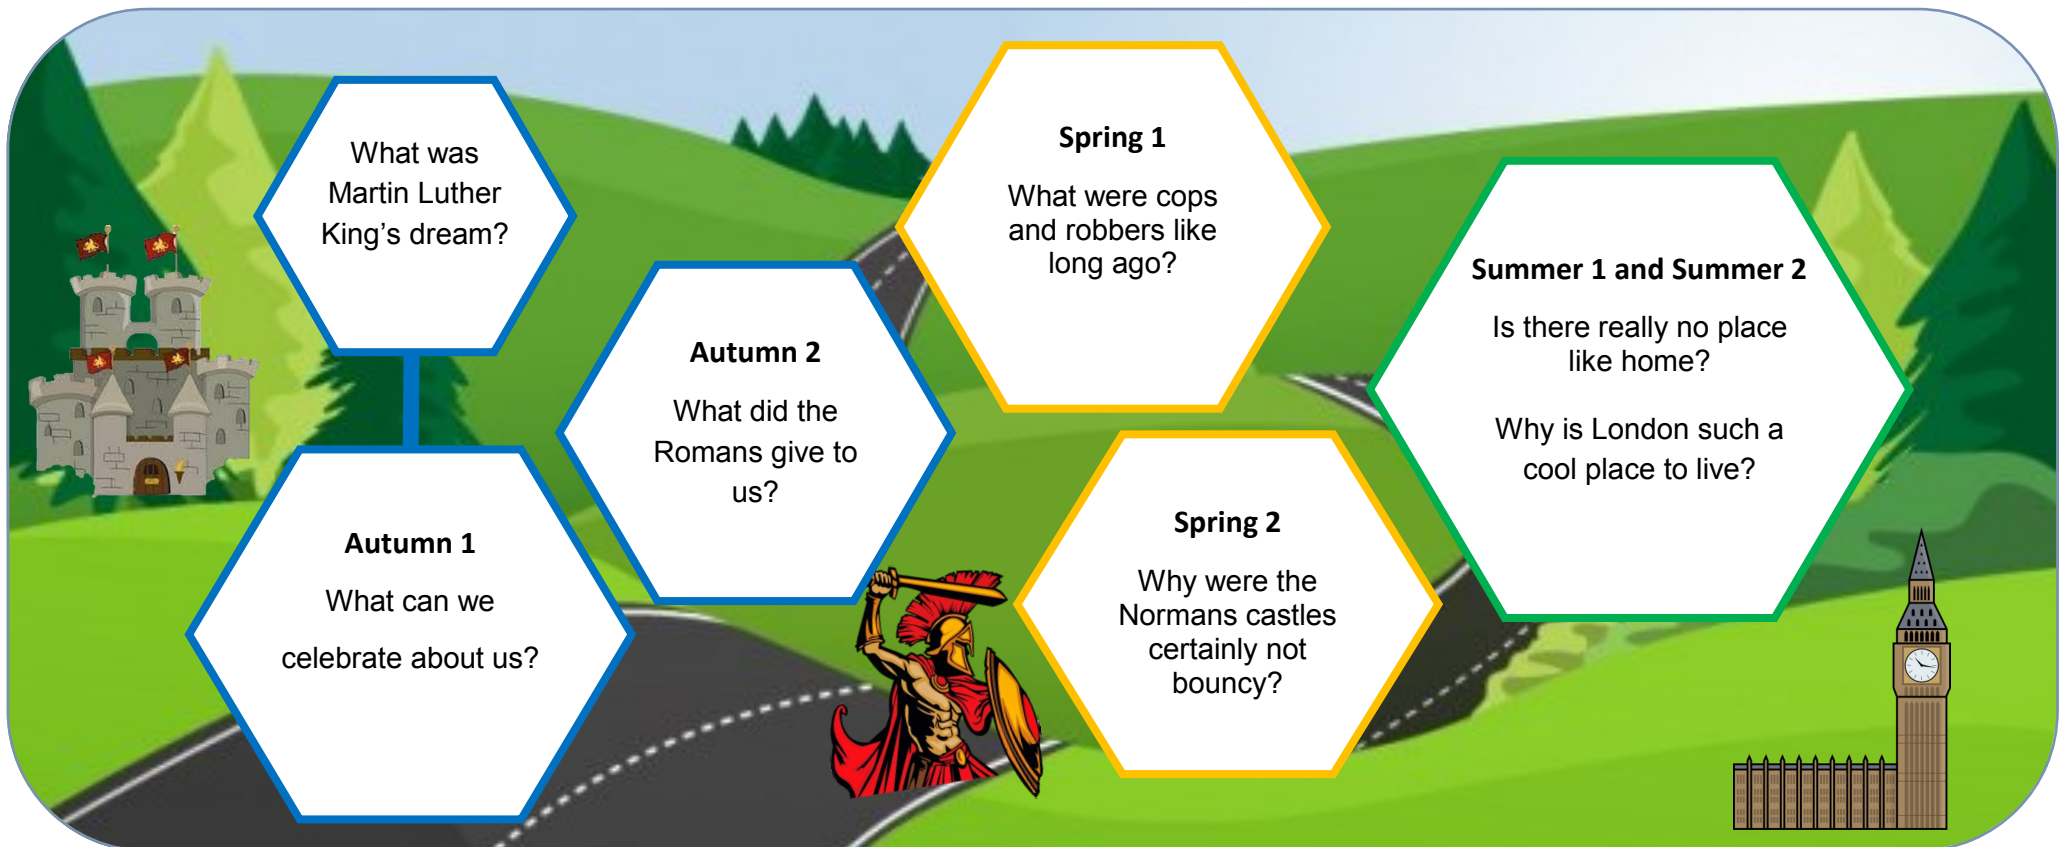 What was
Martin Luther
King’s dream?
Autumn 1
What can we
celebrate about us?
Autumn 2
What did the
Romans give to
us?
Spring 1
What were cops
and robbers like
long ago?
Spring 2
Why were the
Normans castles
certainly not
bouncy?
Summer 1 and Summer 2
Is there really no place
like home?
Why is London such a
cool place to live?